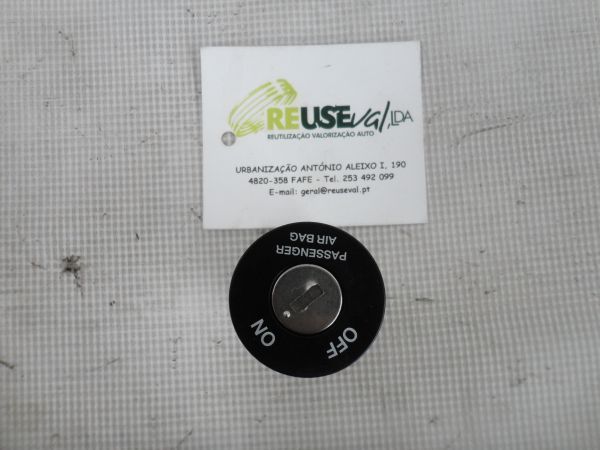 REUSEval, LDA
REUTILIZAÇÃO VALORIZAÇÃO AUTO
URBANIZAÇÃO ANTÓNIO ALEIXO I, 190
4820-358 FAFE - Tel. 253 492 099
E-mail: geral@reuseval.pt
PASSENGER
AIR BAG
OFF
ON